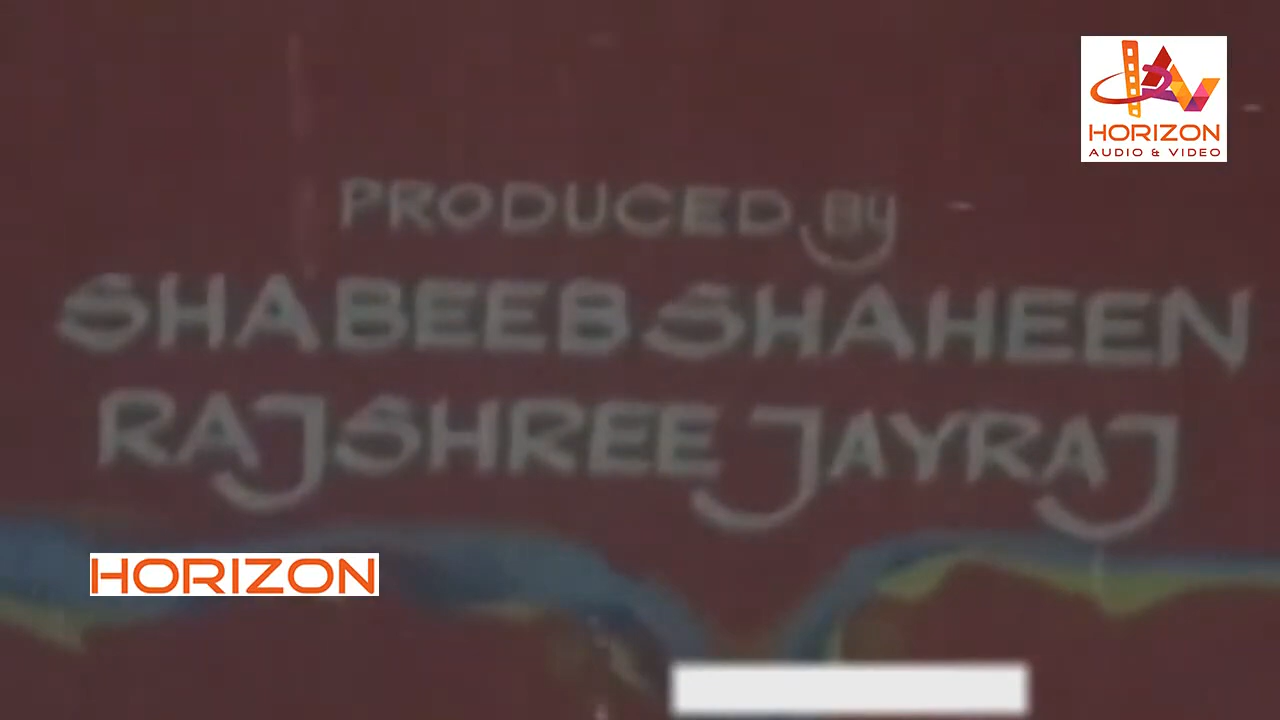 HORIZON
AUDIO & VIDEO
PRODUCED By
SHABEEB SHAHEEN
RAJSHREE JAYRAJ
HORIZON